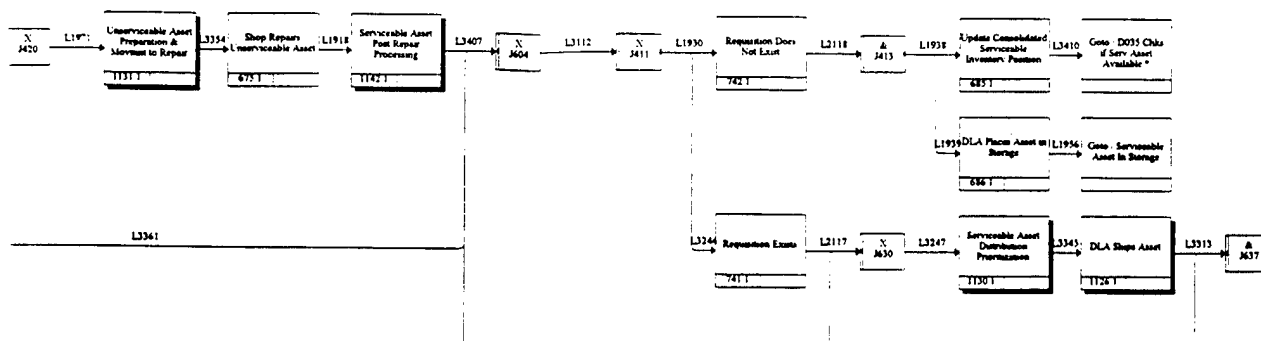 X
J420
L1971
Unserviceable Asset
Preparation &
Movmnt to Repair
1131 1
L3354
Shop Repairs
Unserviceable Asset
675 1
L1918
Serviceable Asset
Post Repair
Processing
1142 1
L3407
X
J604
L3112
X
J411
L1930
Requisition Does
Not Exist
742 1
L2118
&
J413
L1938
Update Consolidated
Serviceable
Inventory Position
685 1
L3410
Goto - D035 Chks
if Serv Asset
Available *
L1939
DLA Places Asset in
Storage
686 1
L1956
Goto - Serviceable
Asset In Storage
L3361
L3244
Requisition Exists
741 1
L2117
X
J630
L3247
Serviceable Asset
Distribution
Prioritization
1130 1
L3345
DLA Ships Asset
1126 1
L3313
&
J637